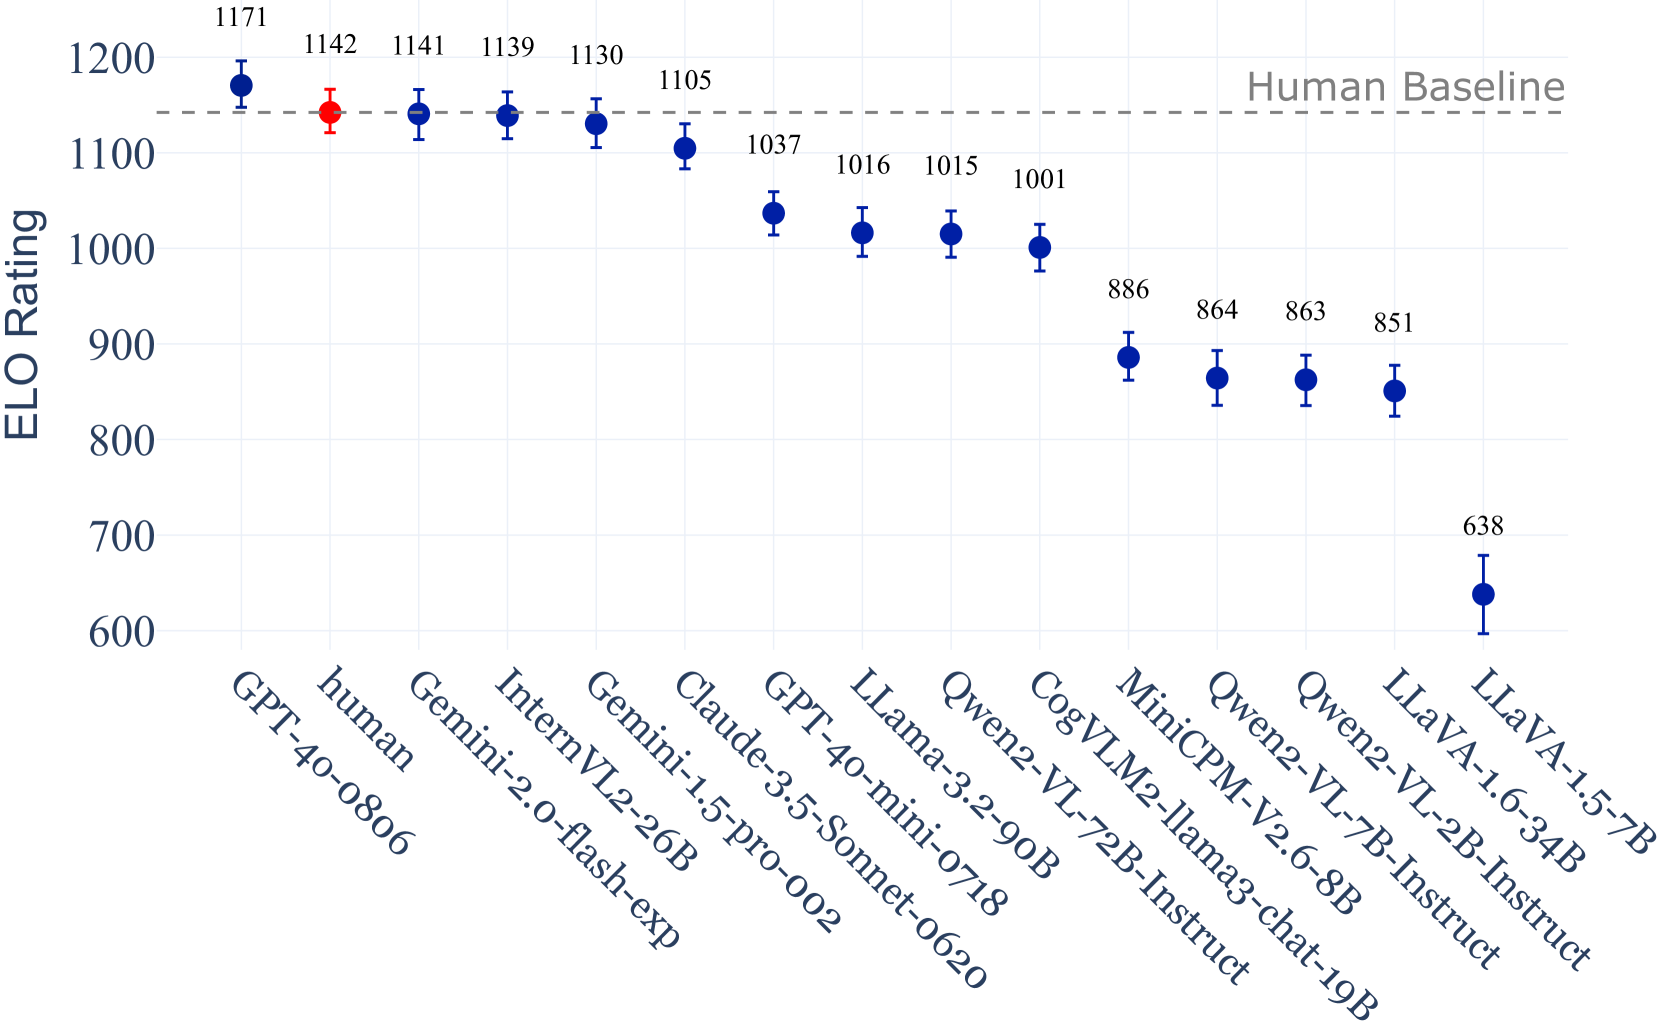 1171
1142
1141
1139
1130
1105
1037
1016
1015
1001
886
864
863
851
638
Human Baseline
ELO Rating
1200
1100
1000
900
800
700
600
GPT-4o-0806
human
Gemini-2.0-flash-exp
InternVL2-26B
Gemini-1.5-pro-002
Claude-3.5-Sonnet-0620
GPT-4o-mini-0718
LLama-3.2-90B
Qwen2-VL-72B-Instruct
CogVLM2-llama3-chat-19B
MiniCPM-V2.6-8B
Qwen2-VL-7B-Instruct
Qwen2-VL-2B-Instruct
LLaVA-1.6-34B
LLaVA-1.5-7B